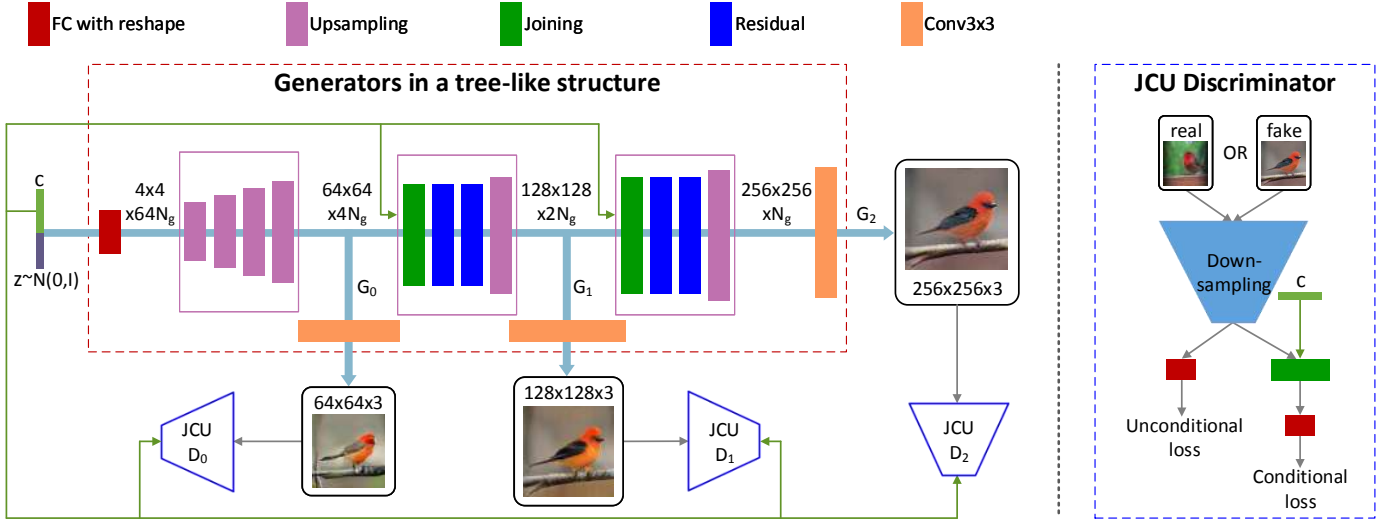 FC with reshape
Upsampling
Joining
Residual
Conv3x3
Generators in a tree-like structure
C
z~N(0,I)
4x4
x64Ng
64x64
x4Ng
128x128
x2Ng
256x256
xNg
G0
G1
G2
256x256x3
64x64x3
128x128x3
JCU
D0
JCU
D1
JCU
D2
JCU Discriminator
real
OR
fake
Down-
sampling
C
Unconditional
loss
Conditional
loss